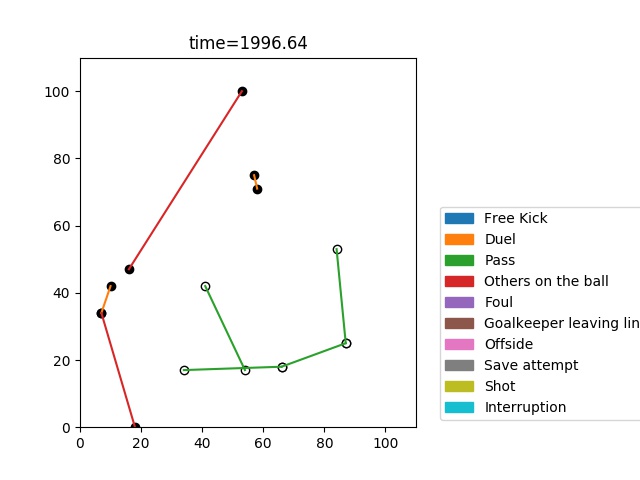 time=1996.64
100
80
60
40
20
0
0 20 40 60 80 100
Free Kick
Duel
Pass
Others on the ball
Foul
Goalkeeper leaving lin
Offside
Save attempt
Shot
Interruption